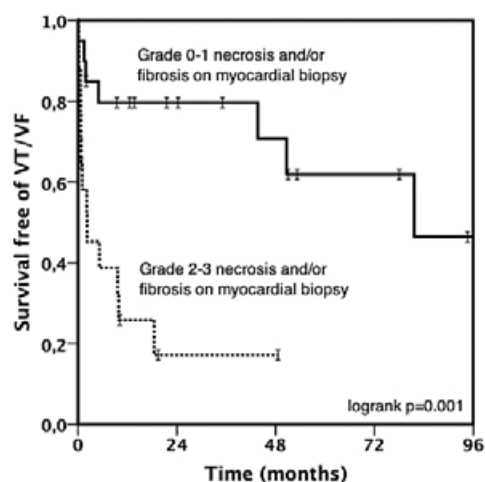 1,0
Grade 0-1 necrosis and/or
fibrosis on myocardial biopsy
0,8
0,6
Survival free of VT/VF
0,4
Grade 2-3 necrosis and/or
fibrosis on myocardial biopsy
0,2
logrank p=0.001
0,0
0 24 48 72 96
Time (months)